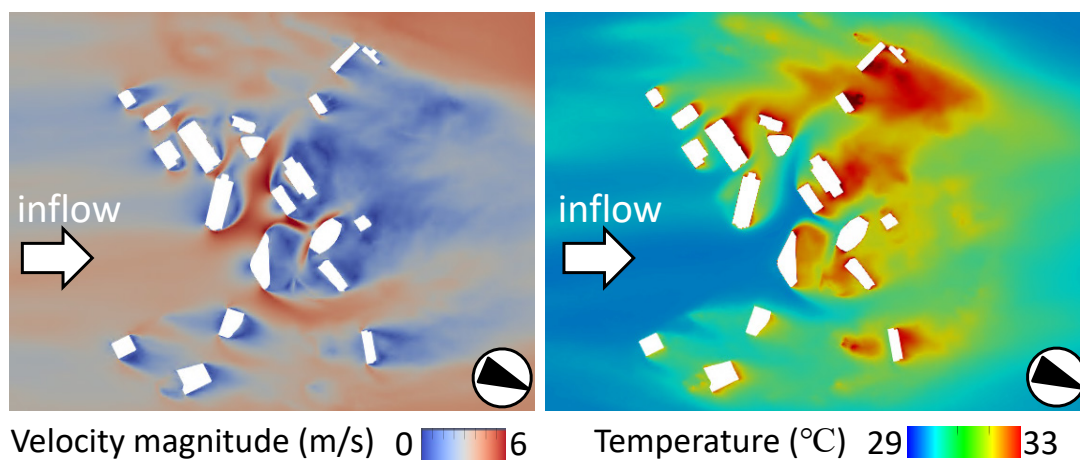 inflow
inflow
Velocity magnitude (m/s) 0 6
Temperature (℃) 29 33